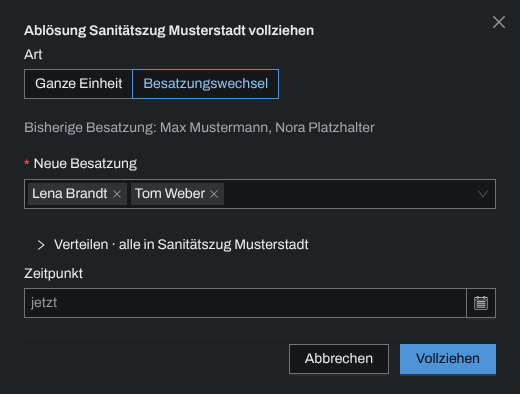 Ablösung Sanitätszug Musterstadt vollziehen
Art
Ganze Einheit Besatzungswechsel
Bisherige Besatzung: Max Mustermann, Nora Platzhalter
* Neue Besatzung
Lena Brandt Tom Weber
Verteilen · alle in Sanitätszug Musterstadt
Zeitpunkt
jetzt
Abbrechen Vollziehen